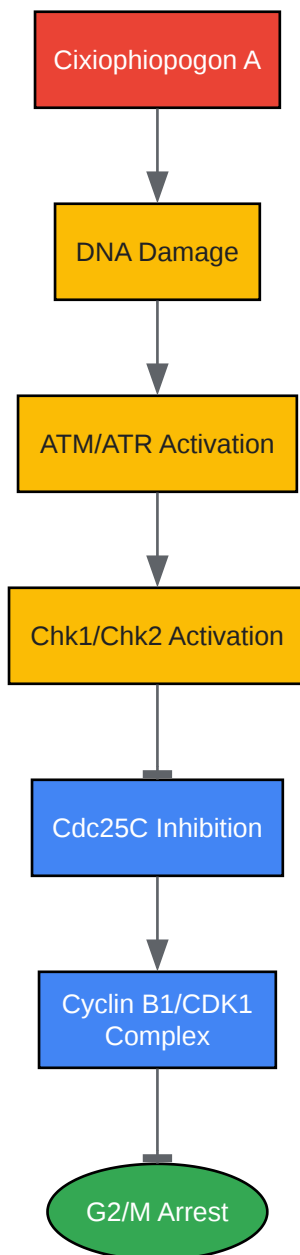 Cixiophiopogon A
DNA Damage
ATM/ATR Activation
Chk1/Chk2 Activation
Cdc25C Inhibition
Cyclin B1/CDK1
Complex
G2/M Arrest